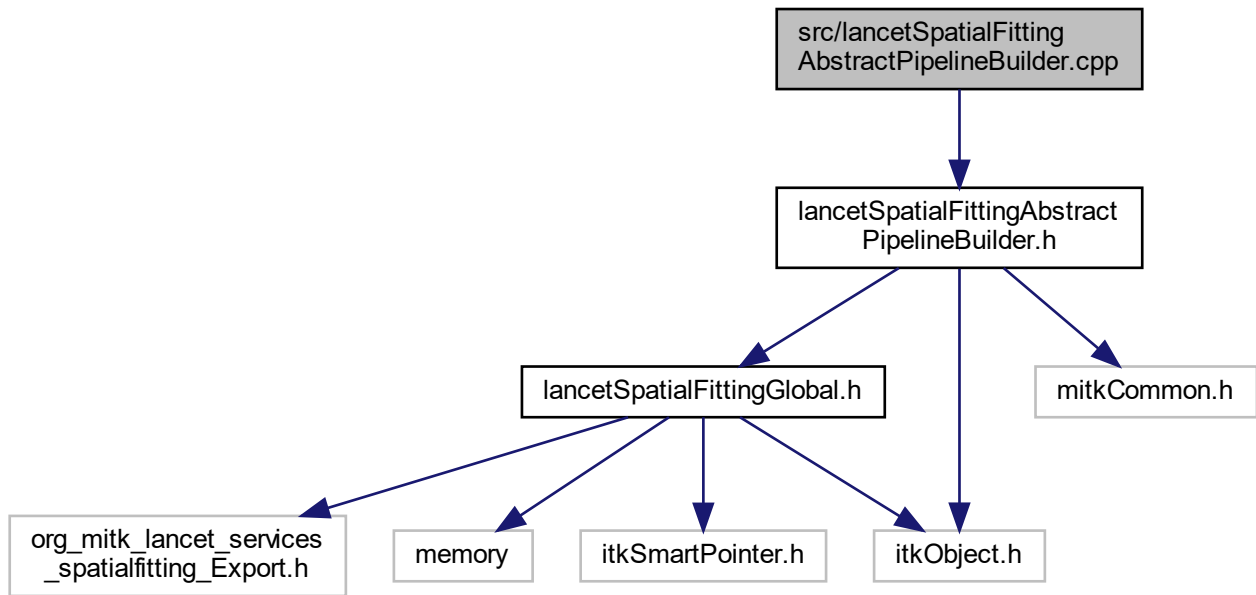 src/lancetSpatialFitting
AbstractPipelineBuilder.cpp
lancetSpatialFittingAbstract
PipelineBuilder.h
lancetSpatialFittingGlobal.h
mitkCommon.h
org_mitk_lancet_services
_spatialfitting_Export.h
memory
itkSmartPointer.h
itkObject.h